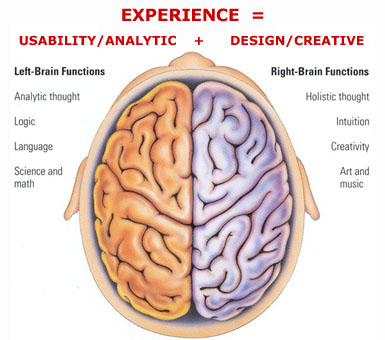 EXPERIENCE =
USABILITY/ANALYTIC + DESIGN/CREATIVE
Left-Brain Functions
Analytic thought
Logic
Language
Science and
math
Right-Brain Functions
Holistic thought
Intuition
Creativity
Art and
music